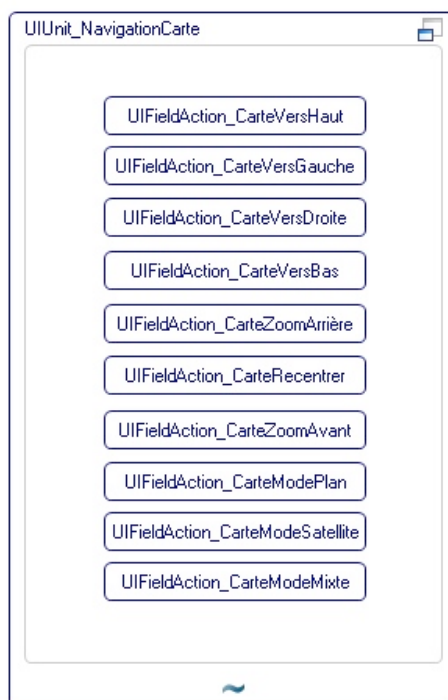 UIUnit_NavigationCarte
UIFieldAction_CarteVersHaut
UIFieldAction_CarteVersGauche
UIFieldAction_CarteVersDroite
UIFieldAction_CarteVersBas
UIFieldAction_CarteZoomArrière
UIFieldAction_CarteRecentrer
UIFieldAction_CarteZoomAvant
UIFieldAction_CarteModePlan
UIFieldAction_CarteModeSatellite
UIFieldAction_CarteModeMixte